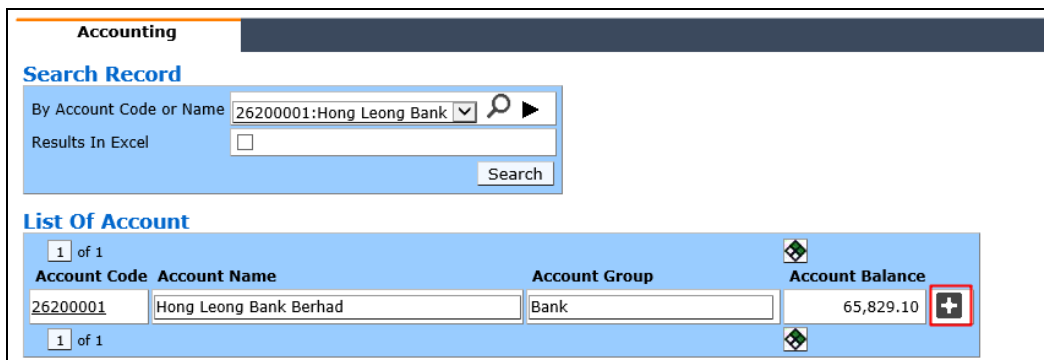 Accounting
Search Record
By Account Code or Name 26200001:Hong Leong Bank
Results In Excel
Search
List Of Account
1 of 1
Account Code Account Name Account Group Account Balance
26200001 Hong Leong Bank Berhad Bank 65,829.10
1 of 1